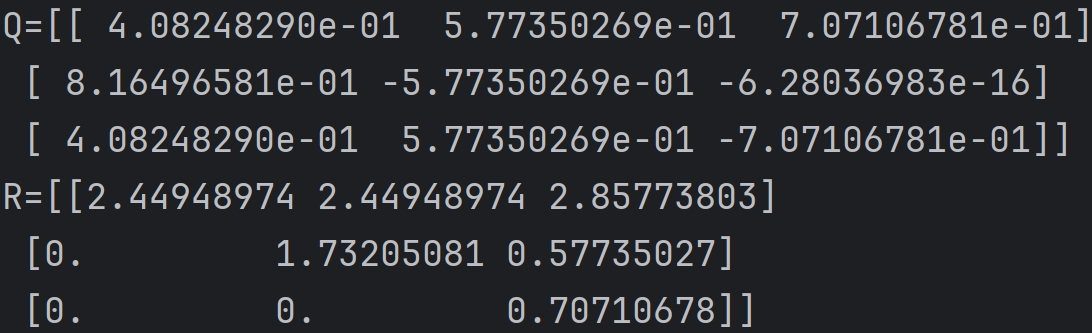 Q=[[ 4.08248290e-01  5.77350269e-01  7.07106781e-01]
 [ 8.16496581e-01 -5.77350269e-01 -6.28036983e-16]
 [ 4.08248290e-01  5.77350269e-01 -7.07106781e-01]]
R=[[2.44948974 2.44948974 2.85773803]
 [0.         1.73205081 0.57735027]
 [0.         0.         0.70710678]]